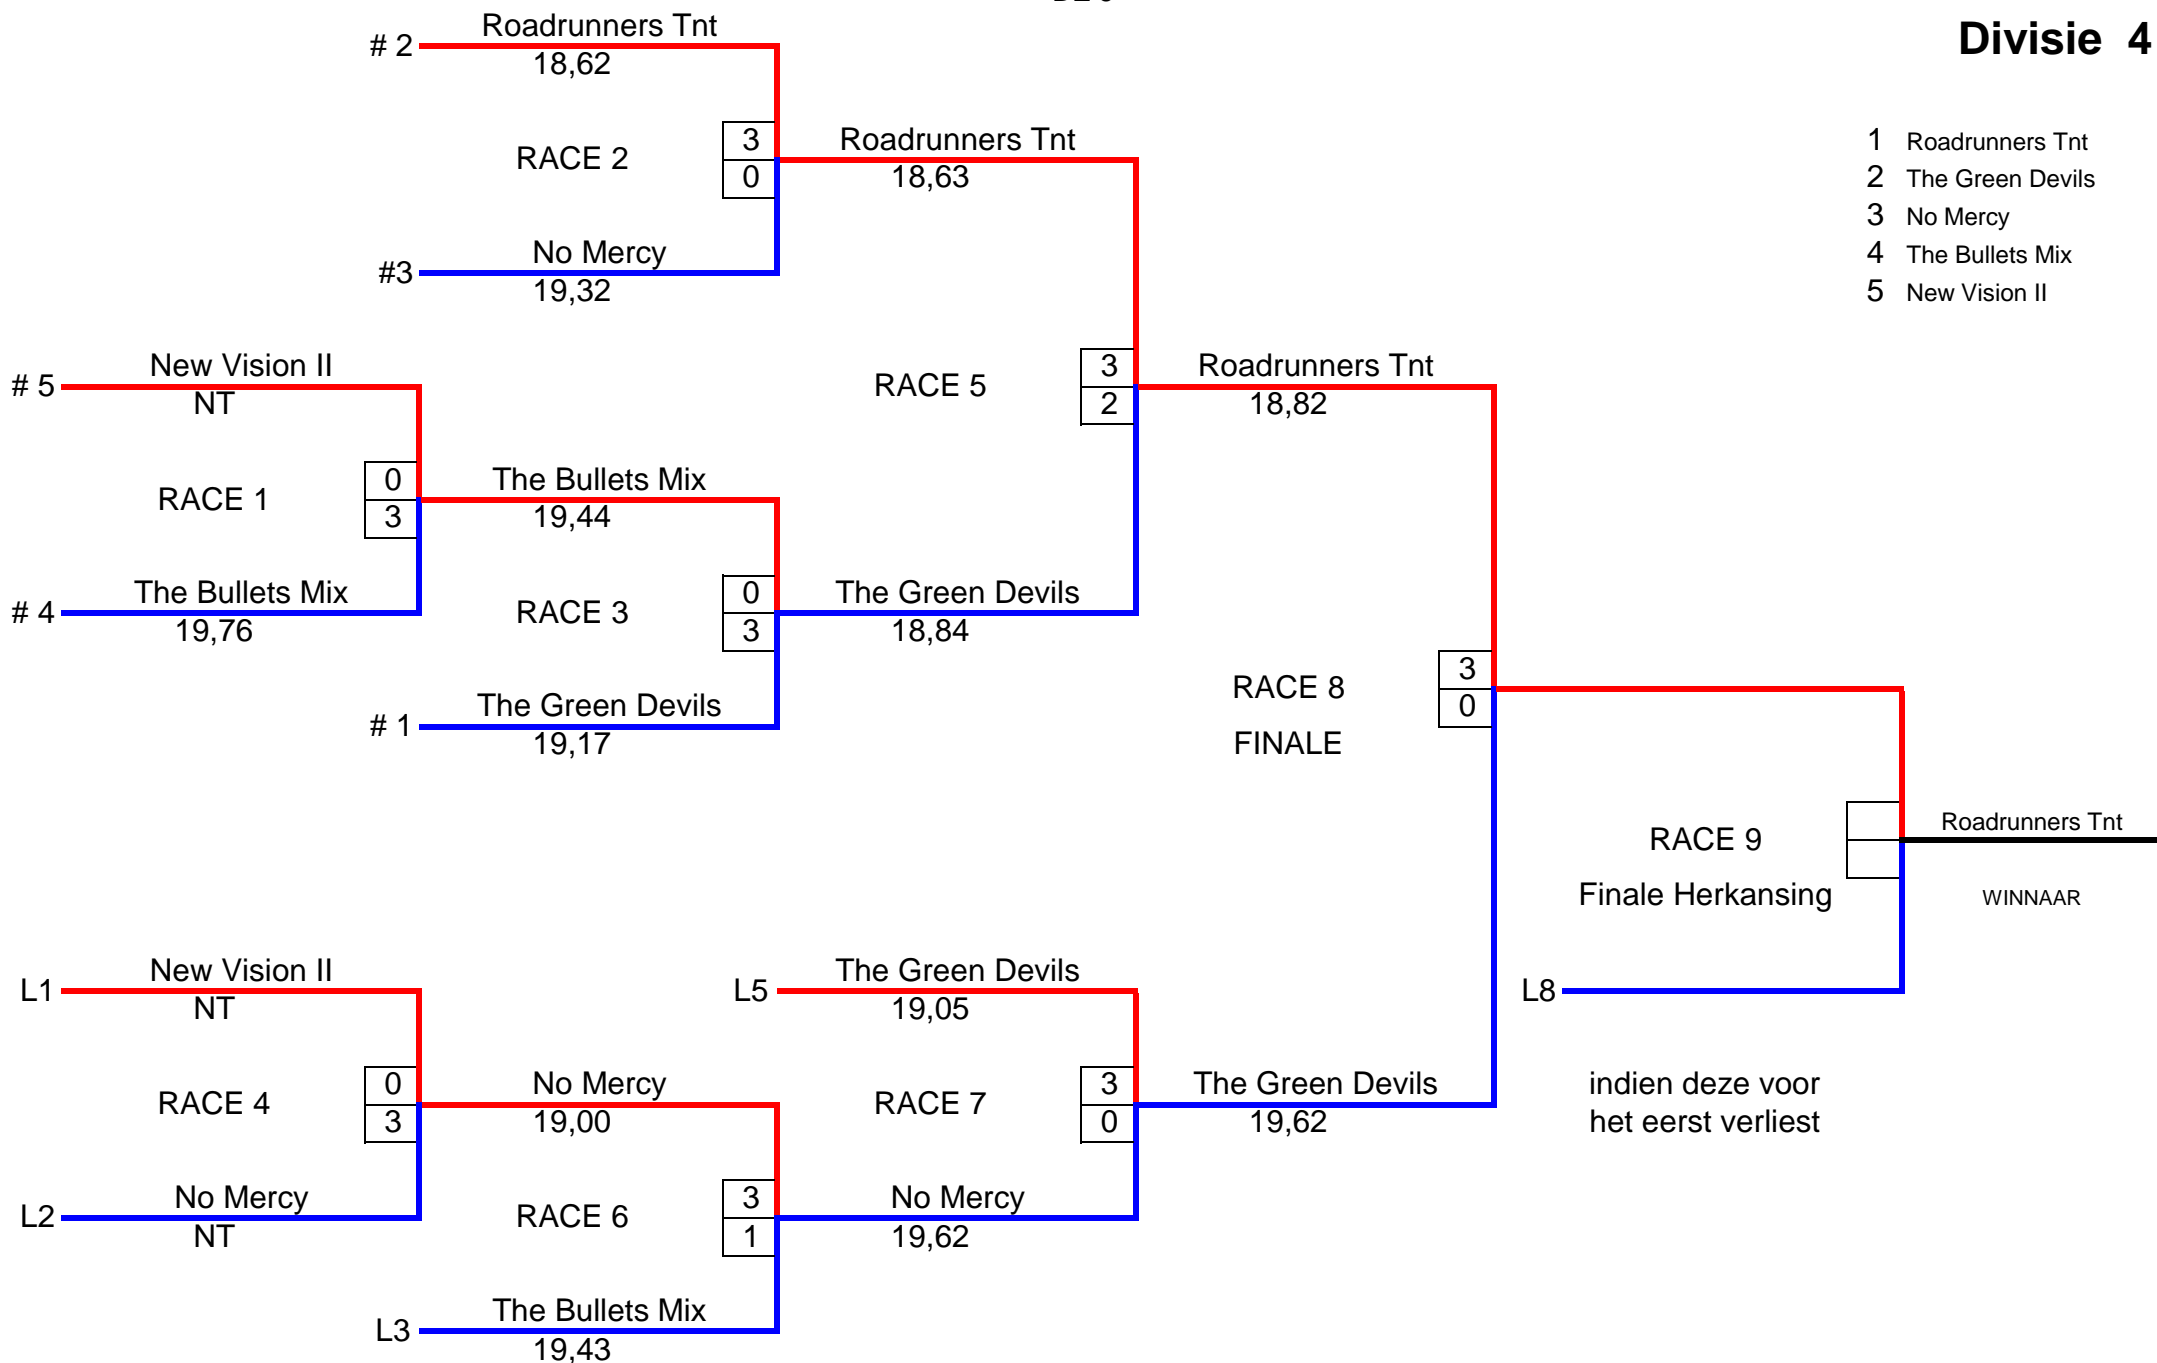 Divisie 4
Roadrunners Tnt
# 2
18,62
RACE 2
3
0
No Mercy
#3
19,32
Roadrunners Tnt
18,63
1 Roadrunners Tnt
2 The Green Devils
3 No Mercy
4 The Bullets Mix
5 New Vision II
New Vision II
# 5
NT
RACE 1
0
3
The Bullets Mix
# 4
19,76
The Bullets Mix
19,44
RACE 3
0
3
The Green Devils
# 1
19,17
RACE 5
3
2
The Green Devils
18,84
Roadrunners Tnt
18,82
RACE 8
FINALE
3
0
RACE 9
Finale Herkansing
Roadrunners Tnt
WINNAAR
New Vision II
L1
NT
RACE 4
0
3
No Mercy
L2
NT
No Mercy
19,00
RACE 6
3
1
The Bullets Mix
L3
19,43
The Green Devils
L5
19,05
RACE 7
3
0
No Mercy
19,62
The Green Devils
19,62
L8
indien deze voor
het eerst verliest